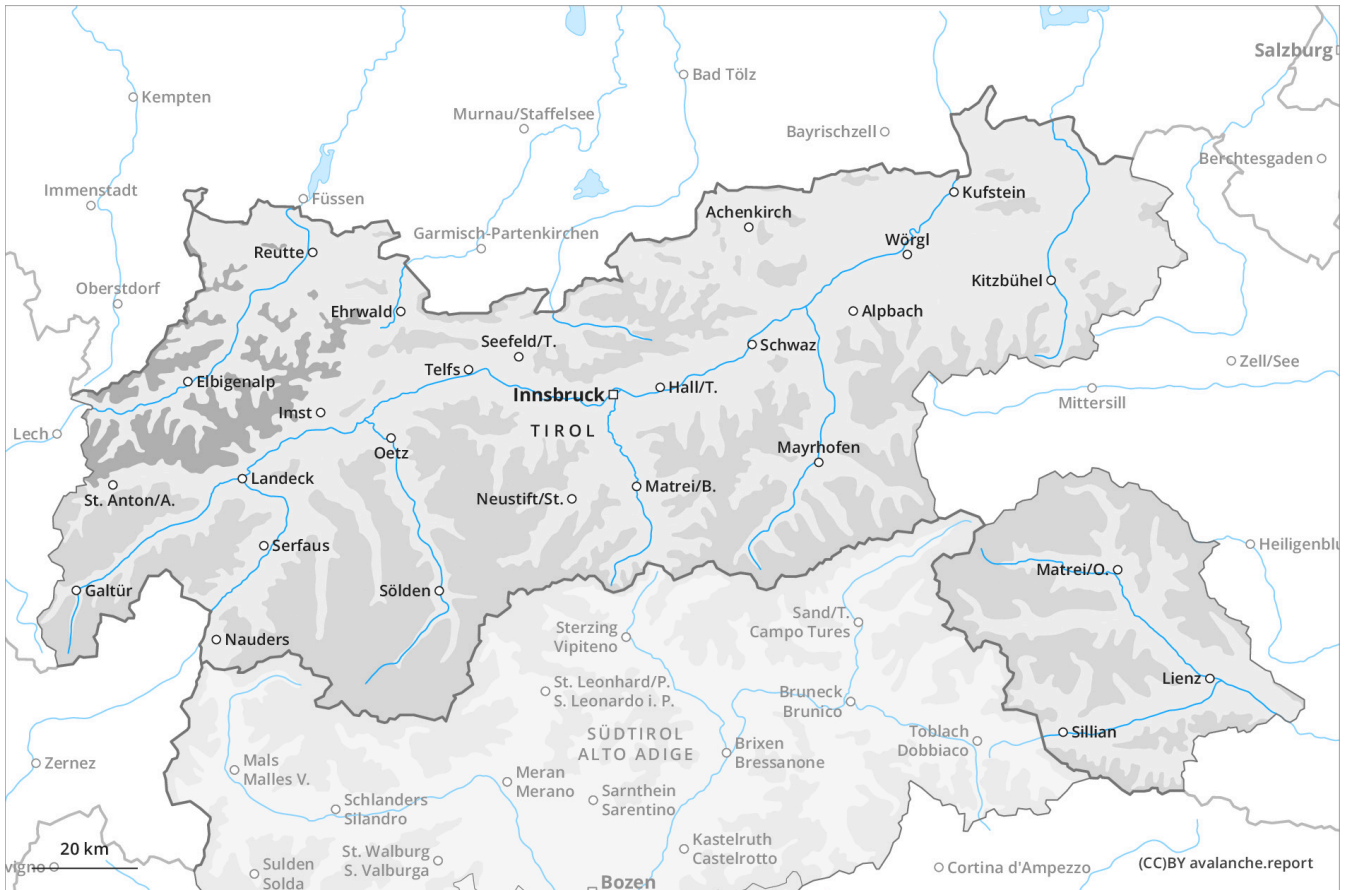 Salzburg
Bad Tölz
Kempten
Murnau/Staffelsee
Bayrischzell
Berchtesgaden
Immenstadt
Füssen
Kufstein
Achenkirch
Garmisch-Partenkirchen
Wörgl
Reutte
Kitzbühel
Oberstdorf
Ehrwald
Alpbach
Seefeld/T.
Schwaz
Zell/See
Telfs
Elbigenalp
Hall/T.
Innsbruck
Mittersill
Imst
TIROL
Lech
Oetz
Mayrhofen
Landeck
Matrei/B.
St. Anton/A.
Neustift/St.
Serfaus
Heiligenblu
Matrei/O.
Galtür
Sölden
Sand/T.
Campo Tures
Sterzing
Vipiteno
Nauders
Lienz
St. Leonhard/P.
S. Leonardo i. P.
Bruneck
Brunico
SÜDTIROL
ALTO ADIGE
Toblach
Dobbiaco
Sillian
Brixen
Bressanone
Zernez
Mals
Malles V.
Meran
Merano
Sarnthein
Sarentino
Schlanders
Silandro
Kastelruth
Castelrotto
20 km
St. Walburg
S. Valburga
vigno
Sulden
Solda
Cortina d'Ampezzo
(CC)BY avalanche.report
Bozen